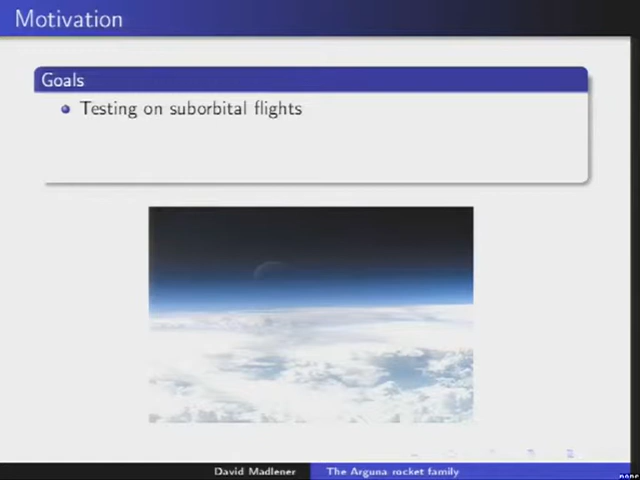 Motivation
Goals
Testing on suborbital flights
David Madlener
The Arguna rocket family